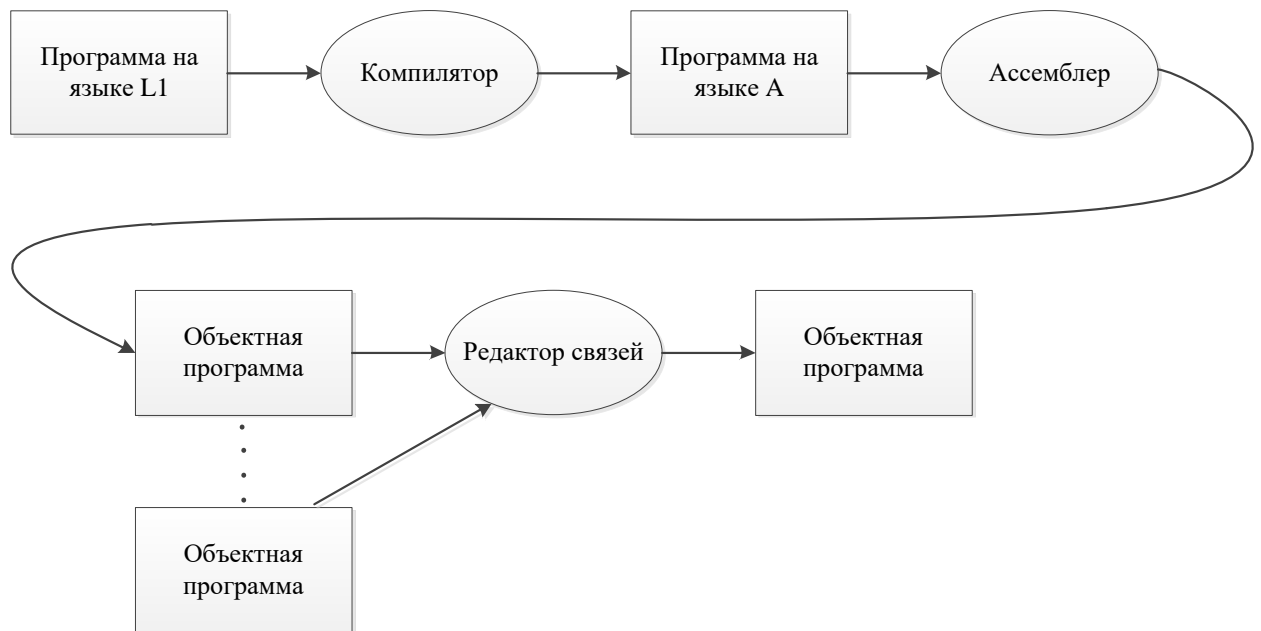 Программа на
языке L1
Компилятор
Программа на
языке А
Ассемблер
Объектная
программа
Редактор связей
Объектная
программа
Объектная
программа